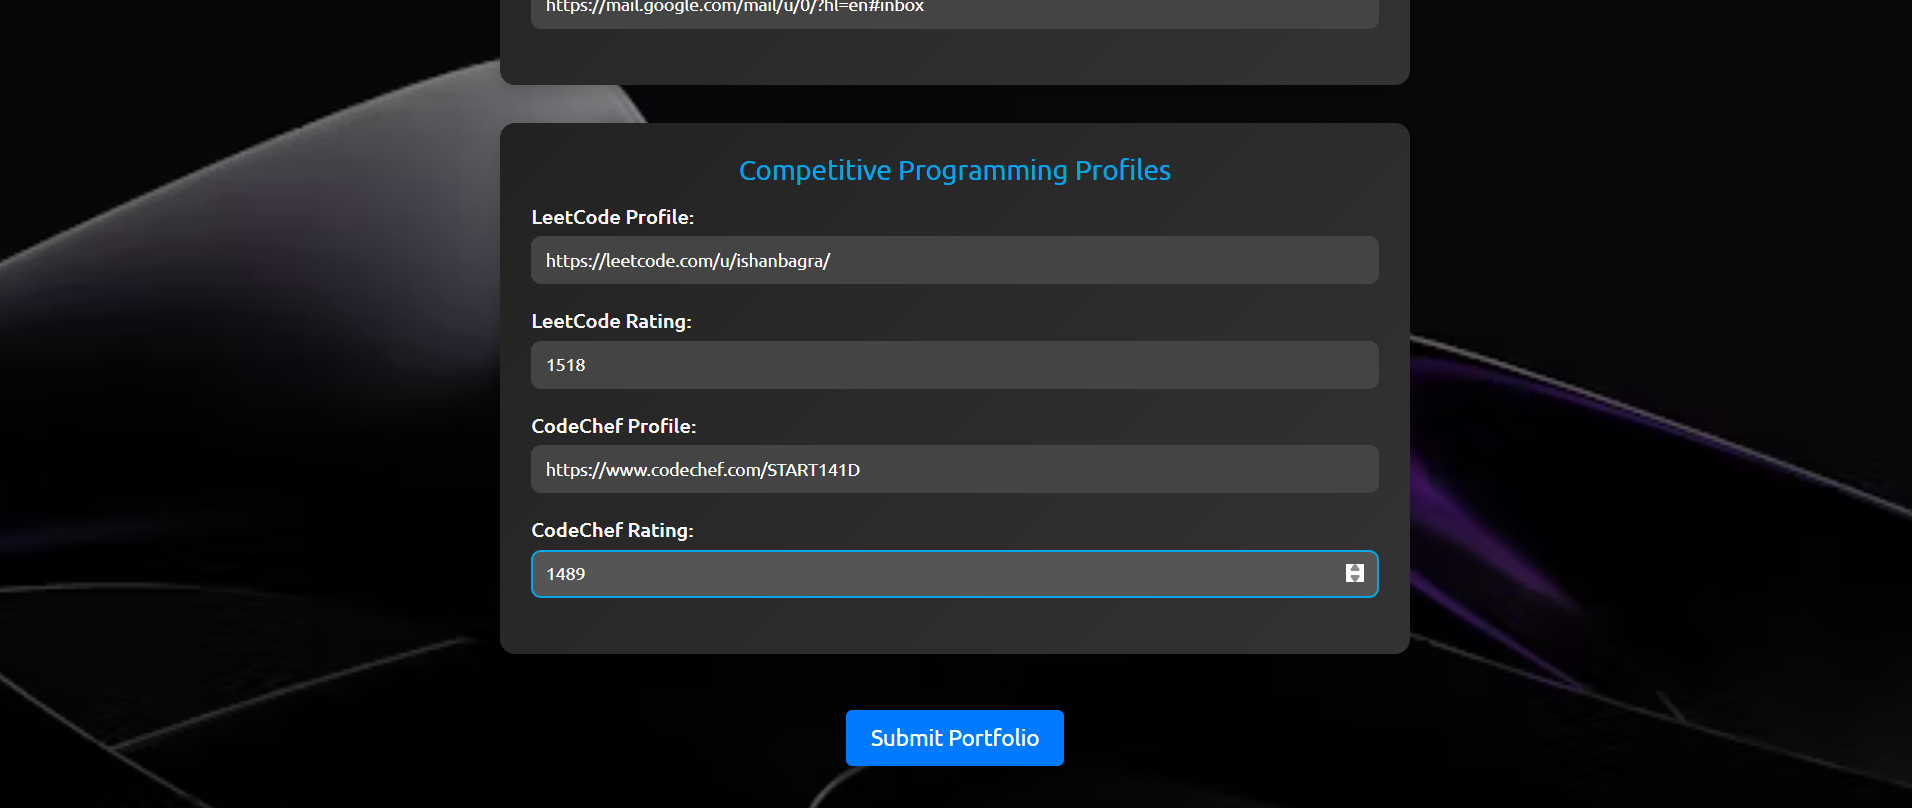 https://mail.google.com/mail/u/0/?hl=en#inbox
Competitive Programming Profiles
LeetCode Profile:
https://leetcode.com/u/ishanbagra/
LeetCode Rating:
1518
CodeChef Profile:
https://www.codechef.com/START141D
CodeChef Rating:
1489
Submit Portfolio